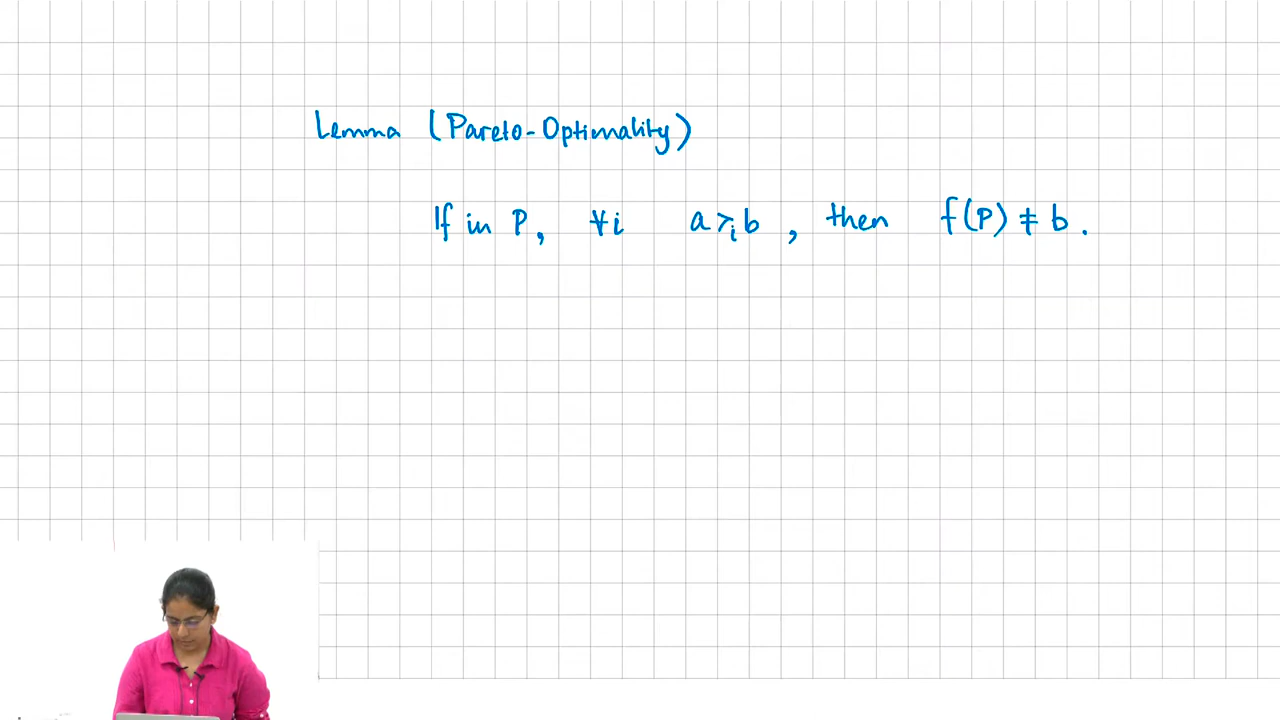 Lemma (Pareto-Optimality)
If in P, ∀i a ≻ᵢ b, then f(P) ≠ b.